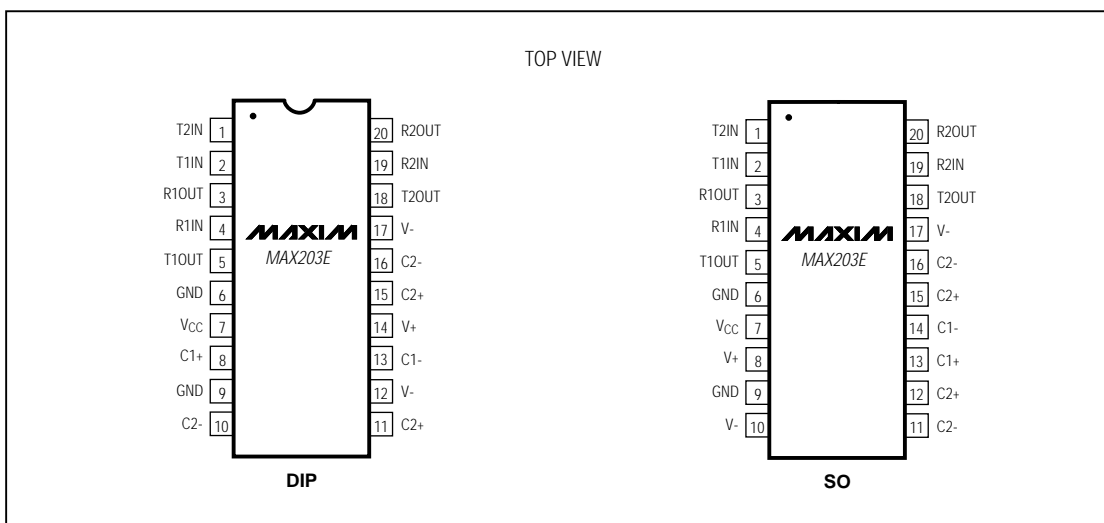 TOP VIEW
T2IN 1
T1IN 2
R1OUT 3
R1IN 4
T1OUT 5
GND 6
VCC 7
C1+ 8
GND 9
C2- 10
MAXIM
MAX203E
20 R2OUT
19 R2IN
18 T2OUT
17 V-
16 C2-
15 C2+
14 V+
13 C1-
12 V-
11 C2+
DIP
T2IN 1
T1IN 2
R1OUT 3
R1IN 4
T1OUT 5
GND 6
VCC 7
V+ 8
GND 9
V- 10
MAXIM
MAX203E
20 R2OUT
19 R2IN
18 T2OUT
17 V-
16 C2-
15 C2+
14 C1-
13 C1+
12 C2+
11 C2-
SO